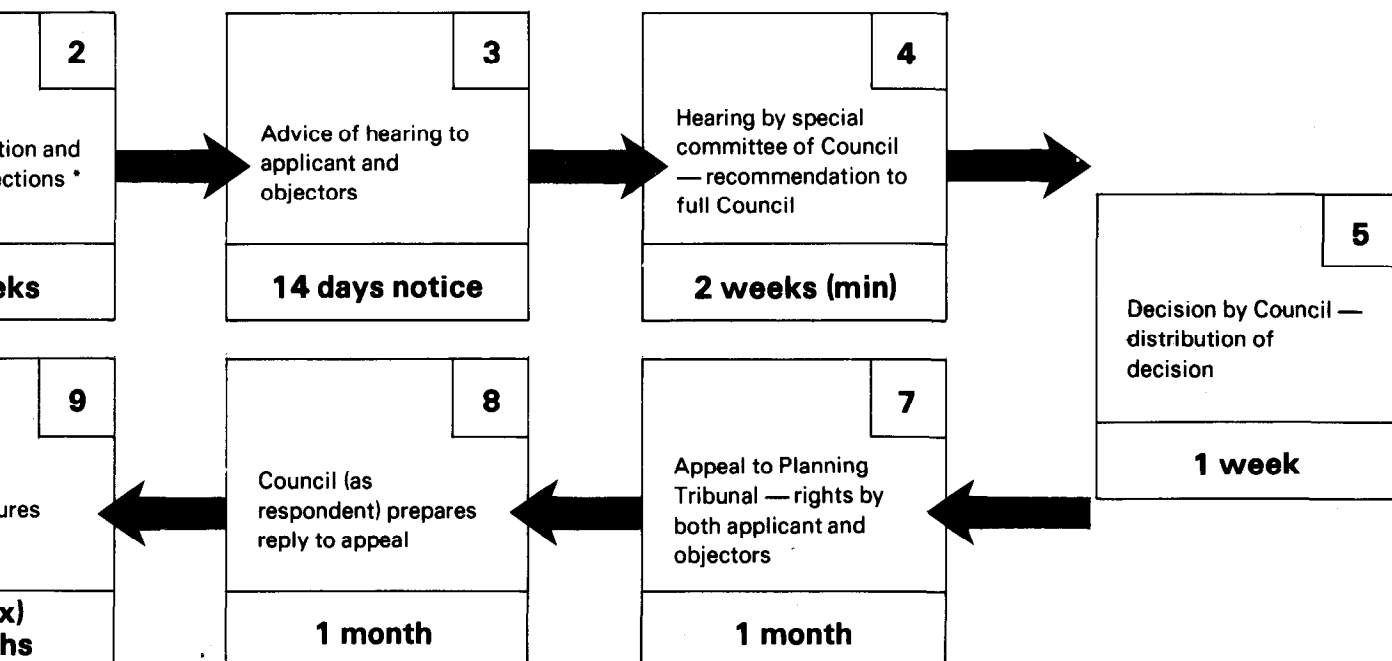 2
tion and
ections *
eks
3
Advice of hearing to
applicant and
objectors
14 days notice
4
Hearing by special
committee of Council
— recommendation to
full Council
2 weeks (min)
5
Decision by Council —
distribution of
decision
1 week
7
Appeal to Planning
Tribunal — rights by
both applicant and
objectors
1 month
8
Council (as
respondent) prepares
reply to appeal
1 month
9
ures
x)
hs